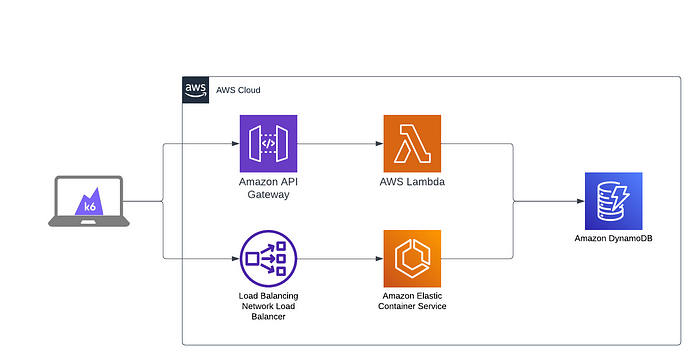 aws
AWS Cloud
k6
Amazon API
Gateway
AWS Lambda
Amazon DynamoDB
Load Balancing
Network Load
Balancer
Amazon Elastic
Container Service